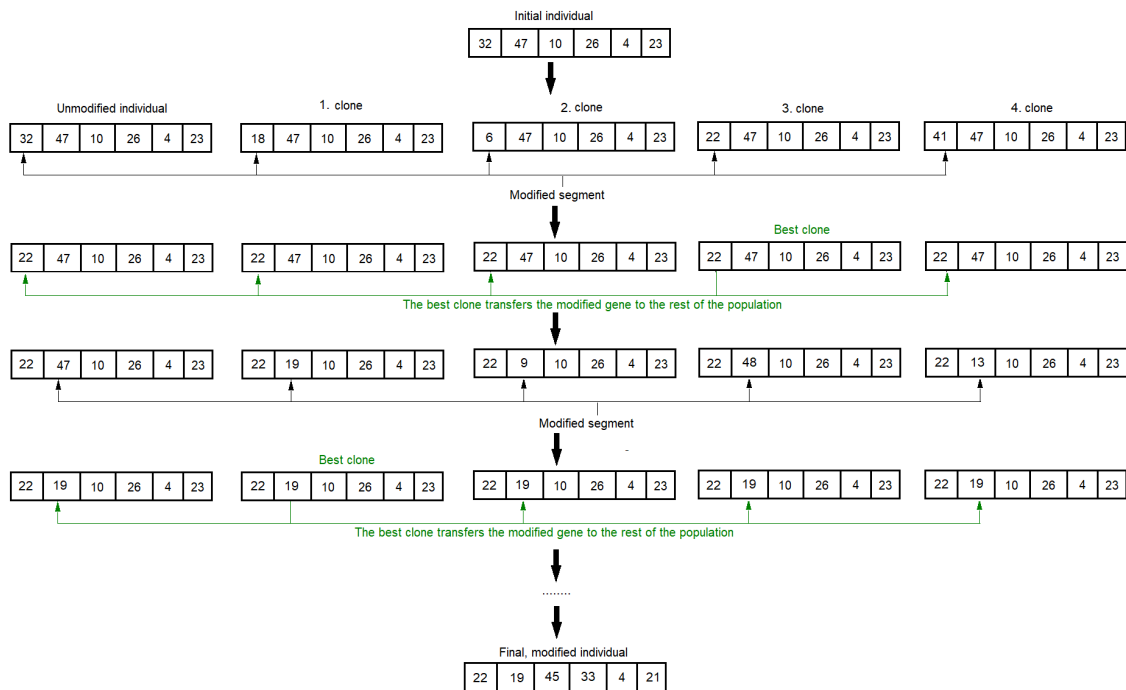 Initial individual
32 47 10 26 4 23
Unmodified individual 1. clone 2. clone 3. clone 4. clone
32 47 10 26 4 23 18 47 10 26 4 23 6 47 10 26 4 23 22 47 10 26 4 23 41 47 10 26 4 23
Modified segment
Best clone
22 47 10 26 4 23 22 47 10 26 4 23 22 47 10 26 4 23 22 47 10 26 4 23 22 47 10 26 4 23
The best clone transfers the modified gene to the rest of the population
22 47 10 26 4 23 22 19 10 26 4 23 22 9 10 26 4 23 22 48 10 26 4 23 22 13 10 26 4 23
Modified segment
Best clone
22 19 10 26 4 23 22 19 10 26 4 23 22 19 10 26 4 23 22 19 10 26 4 23 22 19 10 26 4 23
The best clone transfers the modified gene to the rest of the population
........
Final, modified individual
22 19 45 33 4 21